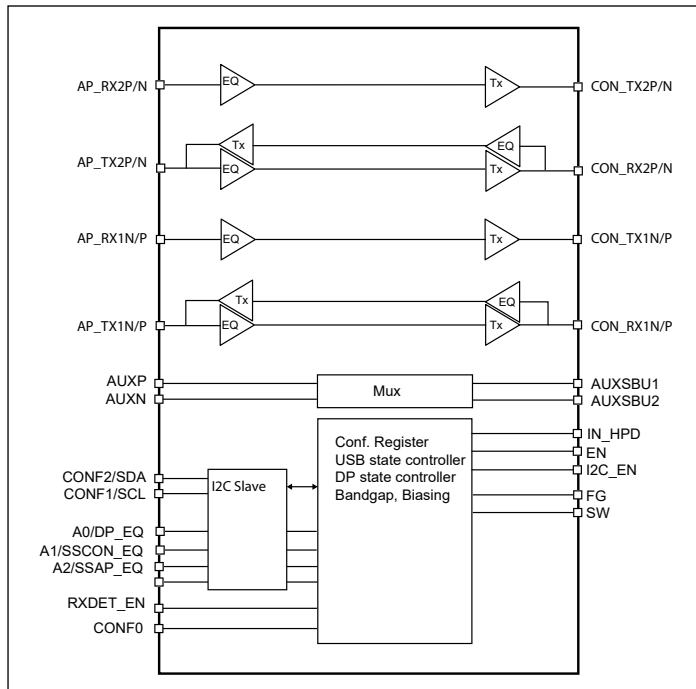 AP_RX2P/N
EQ
Tx
CON_TX2P/N
Tx
EQ
AP_TX2P/N
EQ
Tx
CON_RX2P/N
AP_RX1N/P
EQ
Tx
CON_TX1N/P
Tx
EQ
AP_TX1N/P
EQ
Tx
CON_RX1N/P
AUXP
AUXN
Mux
AUXSBU1
AUXSBU2
CONF2/SDA
CONF1/SCL
A0/DP_EQ
A1/SSCON_EQ
A2/SSAP_EQ
RXDET_EN
CONF0
I2C Slave
Conf. Register
USB state controller
DP state controller
Bandgap, Biasing
IN_HPD
EN
I2C_EN
FG
SW